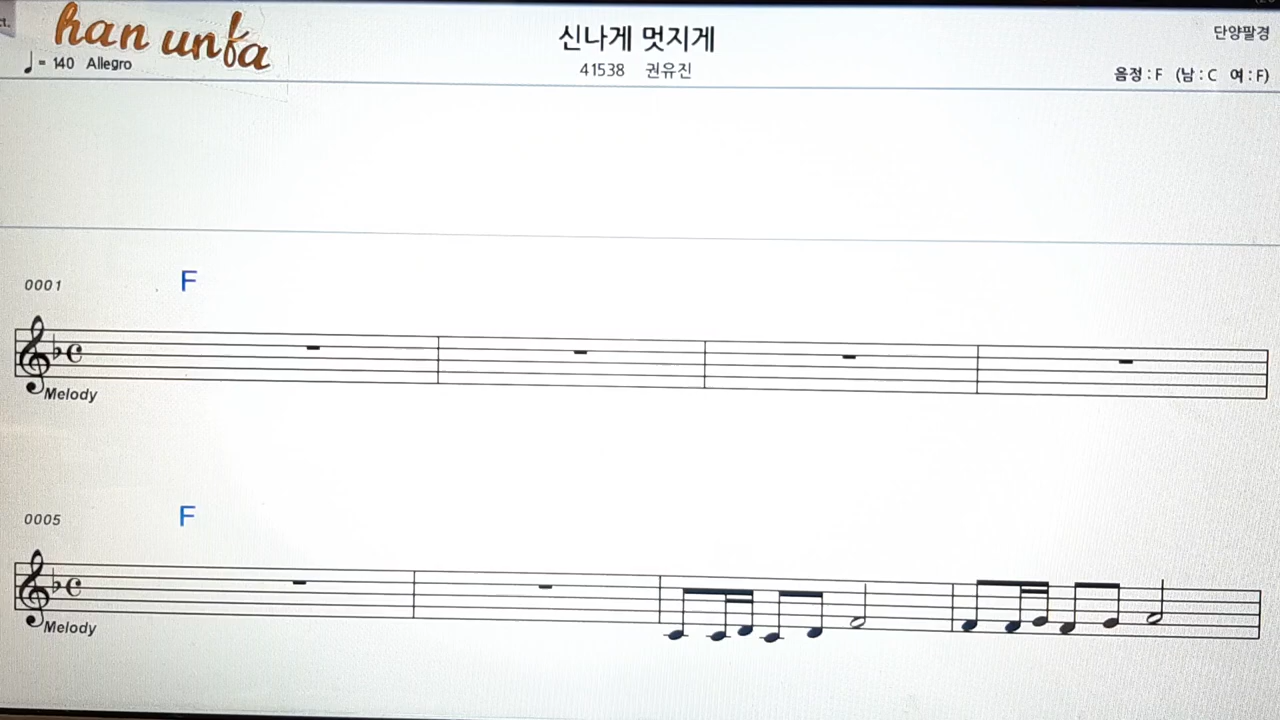 han unfa
♩= 140 Allegro
신나게 멋지게
41538 권유진
단양팔경
음정 : F (남 : C 여 : F)
0001
F
Melody
0005
F
Melody